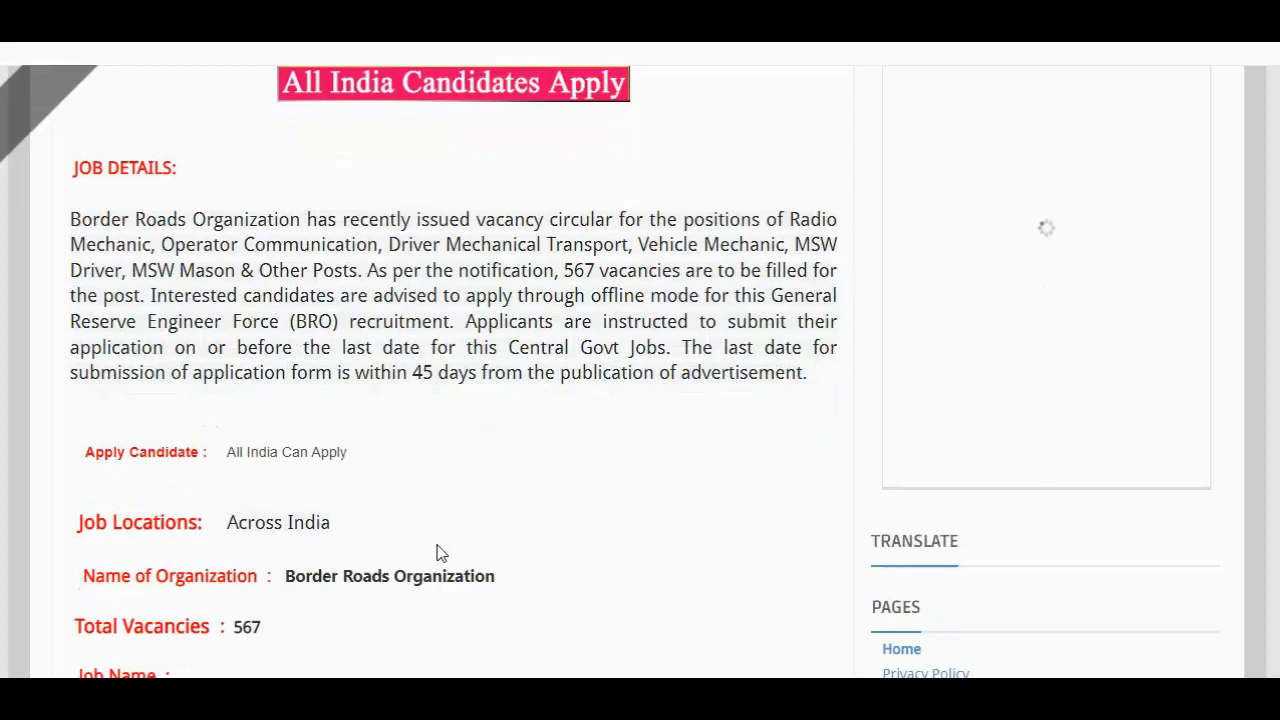 All India Candidates Apply
JOB DETAILS:
Border Roads Organization has recently issued vacancy circular for the positions of Radio
Mechanic, Operator Communication, Driver Mechanical Transport, Vehicle Mechanic, MSW
Driver, MSW Mason & Other Posts. As per the notification, 567 vacancies are to be filled for
the post. Interested candidates are advised to apply through offline mode for this General
Reserve Engineer Force (BRO) recruitment. Applicants are instructed to submit their
application on or before the last date for this Central Govt Jobs. The last date for
submission of application form is within 45 days from the publication of advertisement.
Apply Candidate : All India Can Apply
Job Locations: Across India
Name of Organization : Border Roads Organization
Total Vacancies : 567
Job Name :
TRANSLATE
PAGES
Home
Privacy Policy